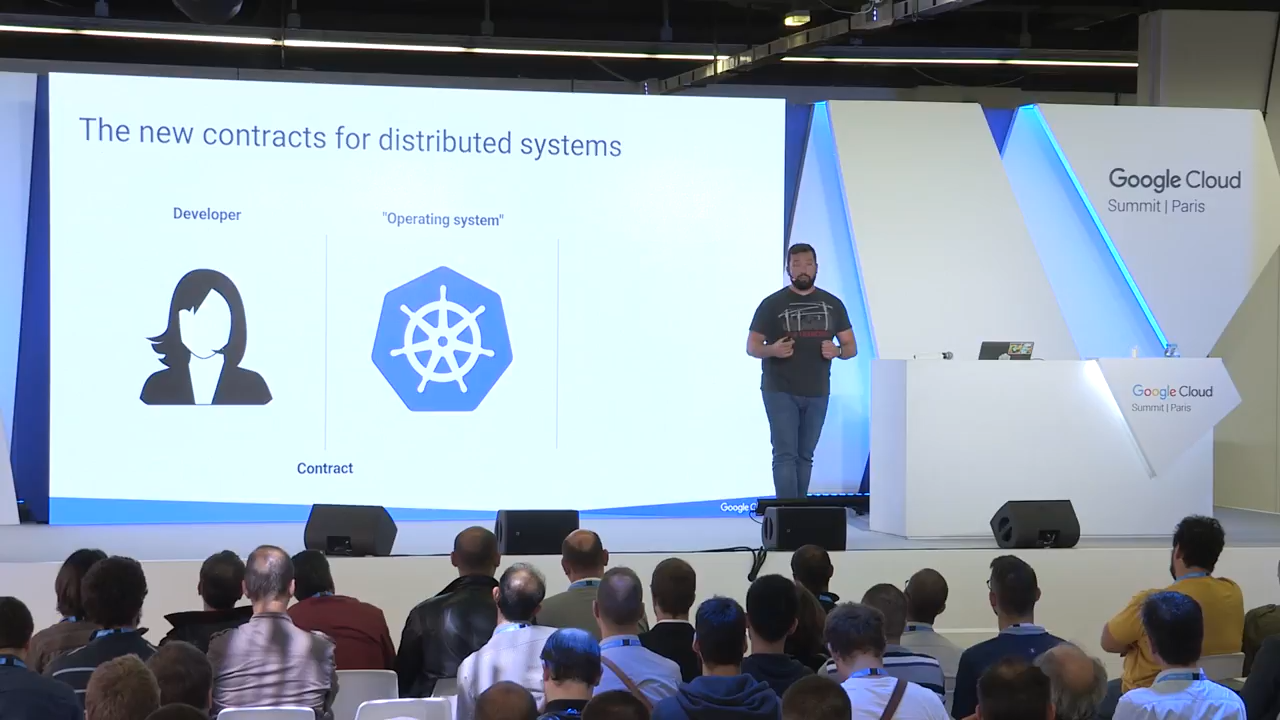 The new contracts for distributed systems
Developer
"Operating system"
Contract
Google Cloud
Summit | Paris
Google Cloud
Summit | Paris